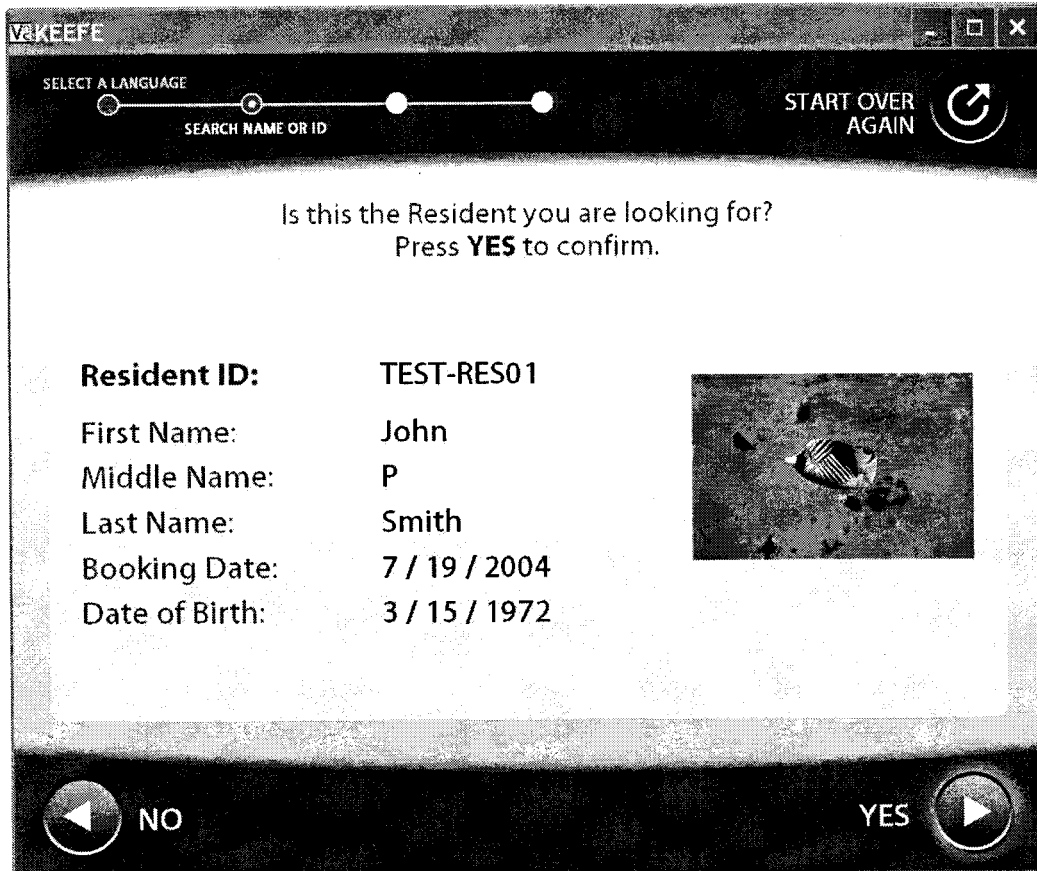 KEEFE
SELECT A LANGUAGE
SEARCH NAME OR ID
START OVER
AGAIN
Is this the Resident you are looking for?
Press YES to confirm.
Resident ID: TEST-RES01
First Name: John
Middle Name: P
Last Name: Smith
Booking Date: 7 / 19 / 2004
Date of Birth: 3 / 15 / 1972
NO
YES